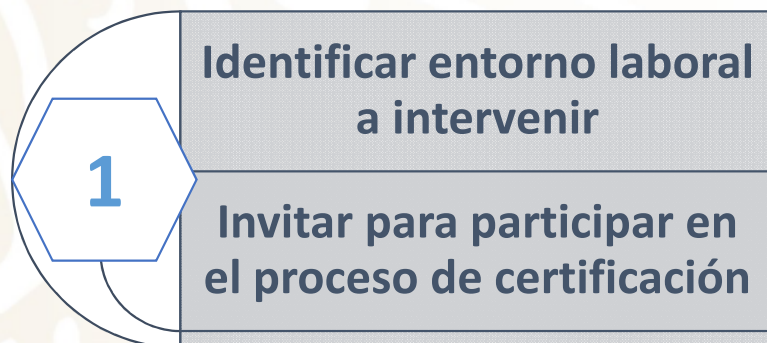 Identificar entorno laboral
a intervenir
1
Invitar para participar en
el proceso de certificación